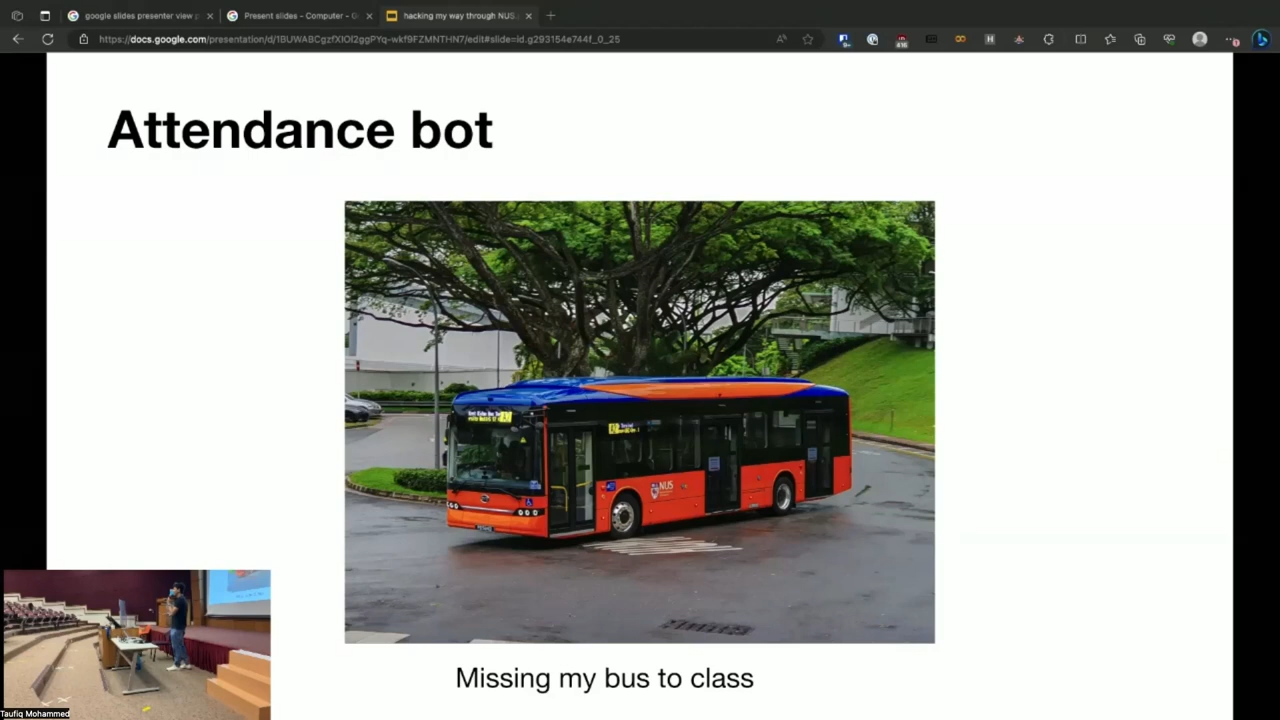 google slides presenter view
Present slides - Computer - 
hacking my way through NUS
https://docs.google.com/presentation/d/1BUWABCgzfXIOl2ggPYq-wkf9FZMNTHN7/edit#slide=id.g293154e744f_0_25
Attendance bot
NUS
Missing my bus to class
Taufiq Mohammed